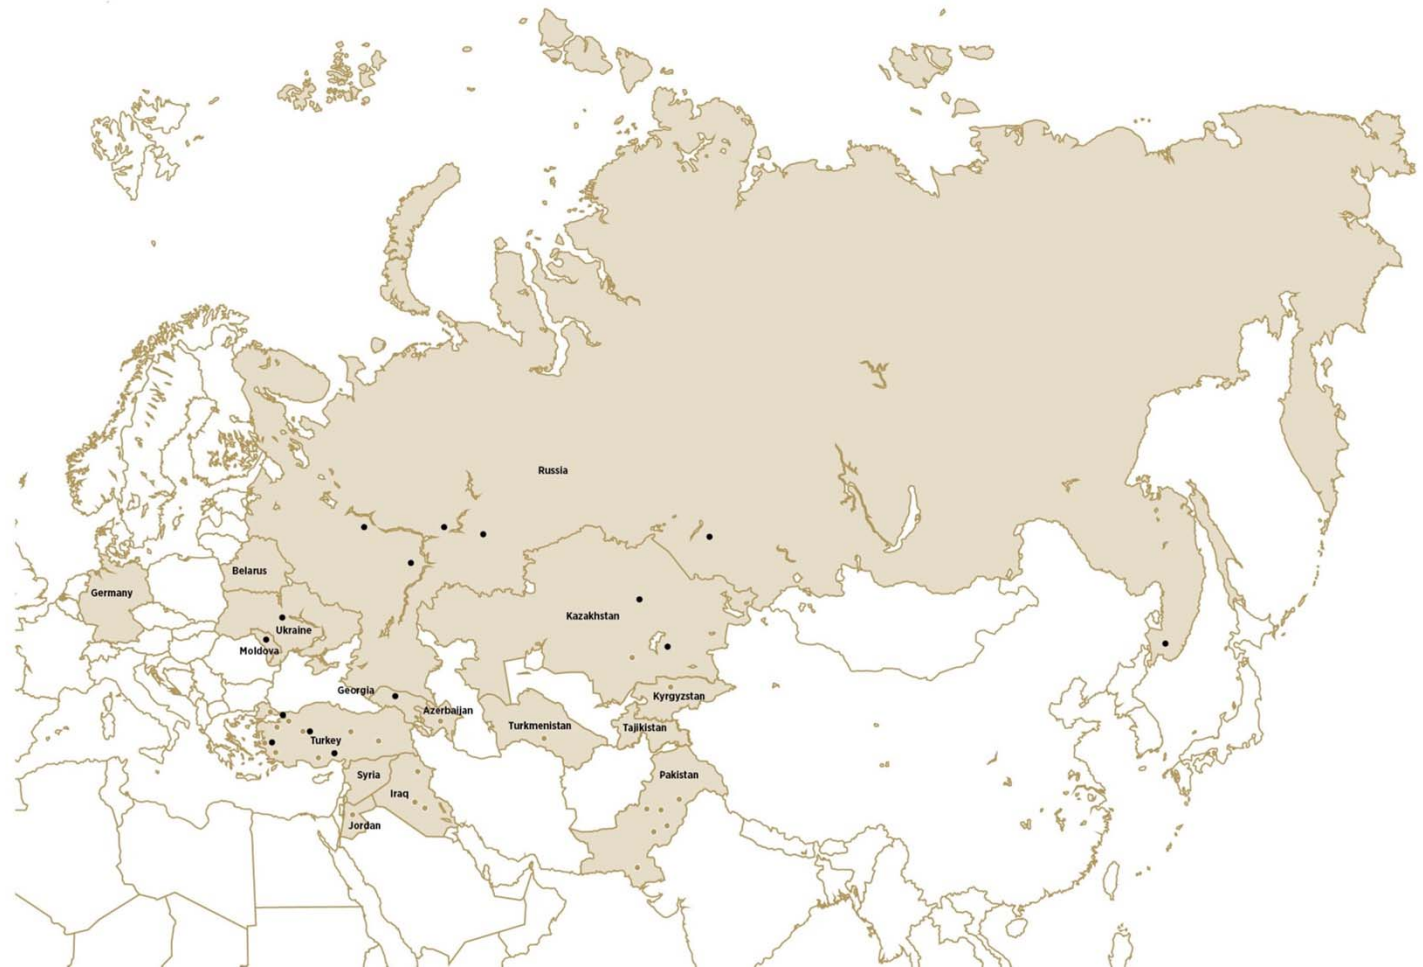 Russia
Belarus
Germany
Kazakhstan
Ukraine
Moldova
Georgia
Kyrgyzstan
Azerbaijan
Turkmenistan
Tajikistan
Turkey
Syria
Pakistan
Iraq
Jordan